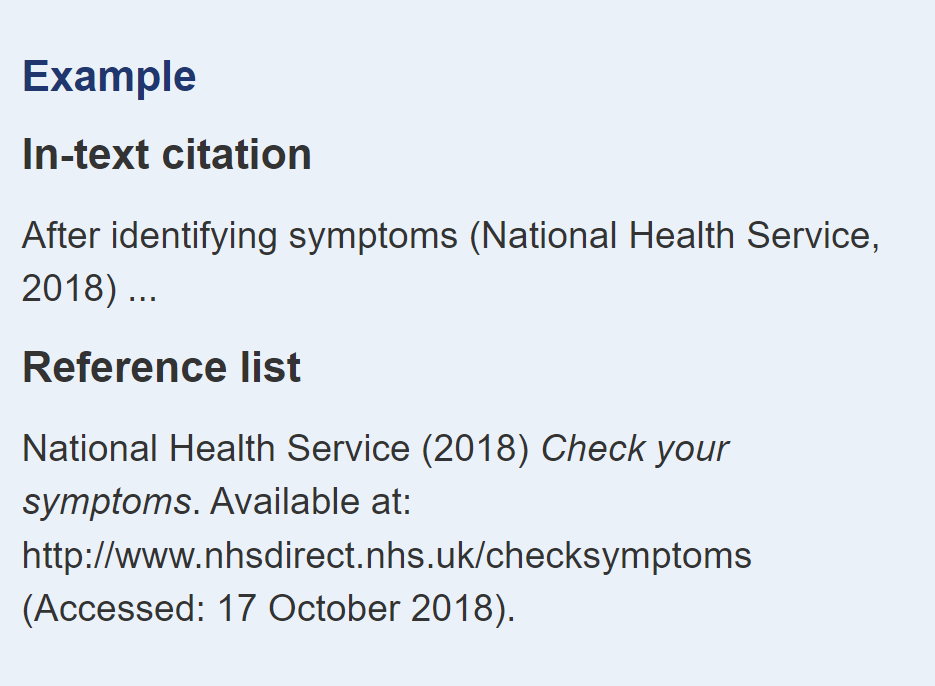 Example
In-text citation
After identifying symptoms (National Health Service,
2018) ...
Reference list
National Health Service (2018) Check your
symptoms. Available at:
http://www.nhsdirect.nhs.uk/checksymptoms
(Accessed: 17 October 2018).